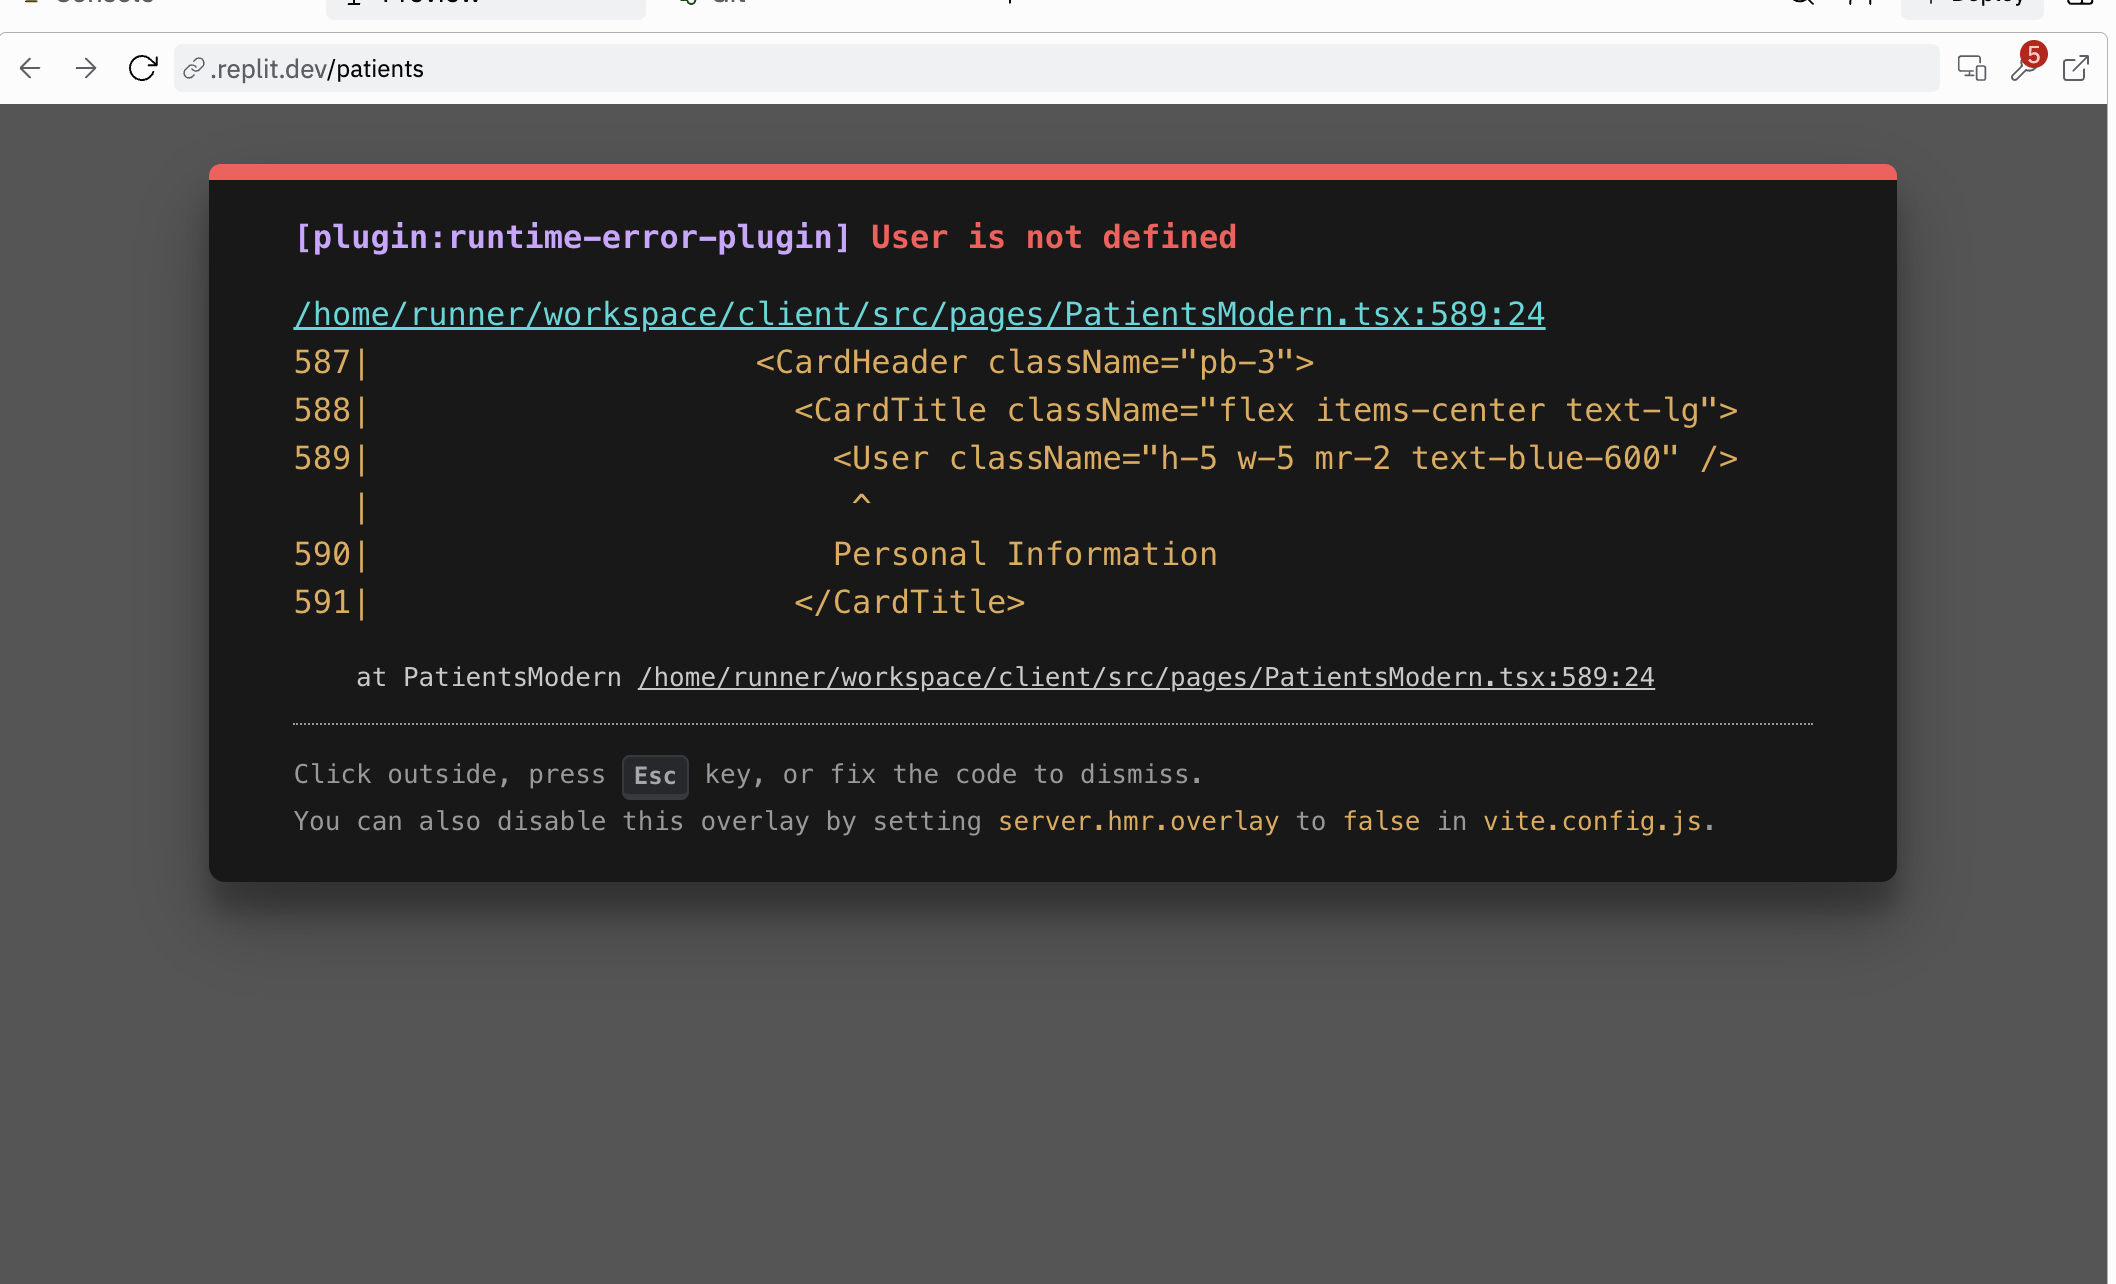 Console Preview Git Deploy
.replit.dev/patients 5
[plugin:runtime-error-plugin] User is not defined
/home/runner/workspace/client/src/pages/PatientsModern.tsx:589:24
587|                    <CardHeader className="pb-3">
588|                      <CardTitle className="flex items-center text-lg">
589|                        <User className="h-5 w-5 mr-2 text-blue-600" />
   |                         ^
590|                        Personal Information
591|                      </CardTitle>
at PatientsModern /home/runner/workspace/client/src/pages/PatientsModern.tsx:589:24
Click outside, press Esc key, or fix the code to dismiss.
You can also disable this overlay by setting server.hmr.overlay to false in vite.config.js.